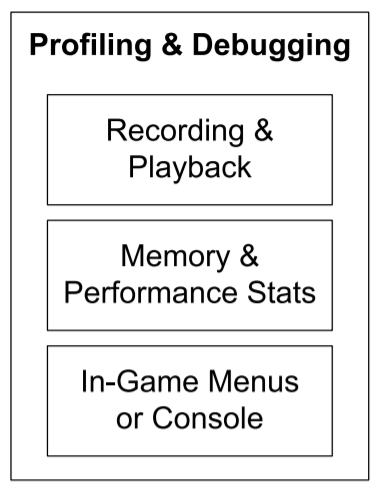 Profiling & Debugging
Recording &
Playback
Memory &
Performance Stats
In-Game Menus
or Console